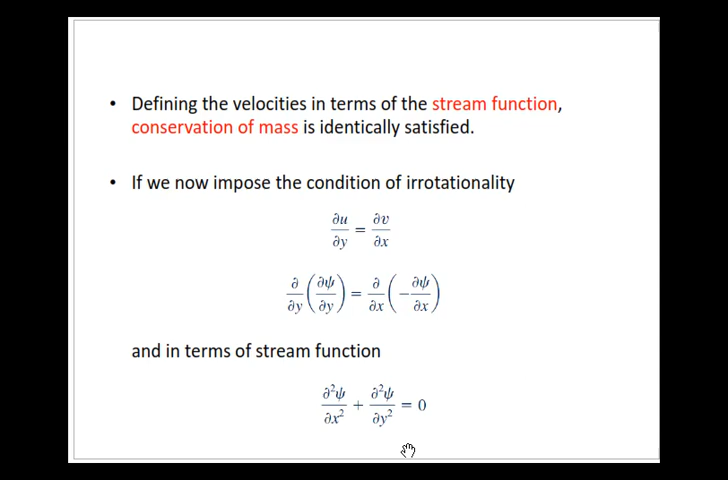 • Defining the velocities in terms of the stream function,
conservation of mass is identically satisfied.
• If we now impose the condition of irrotationality
∂u/∂y = ∂v/∂x
∂/∂y (∂ψ/∂y) = ∂/∂x (−∂ψ/∂x)
and in terms of stream function
∂²ψ/∂x² + ∂²ψ/∂y² = 0